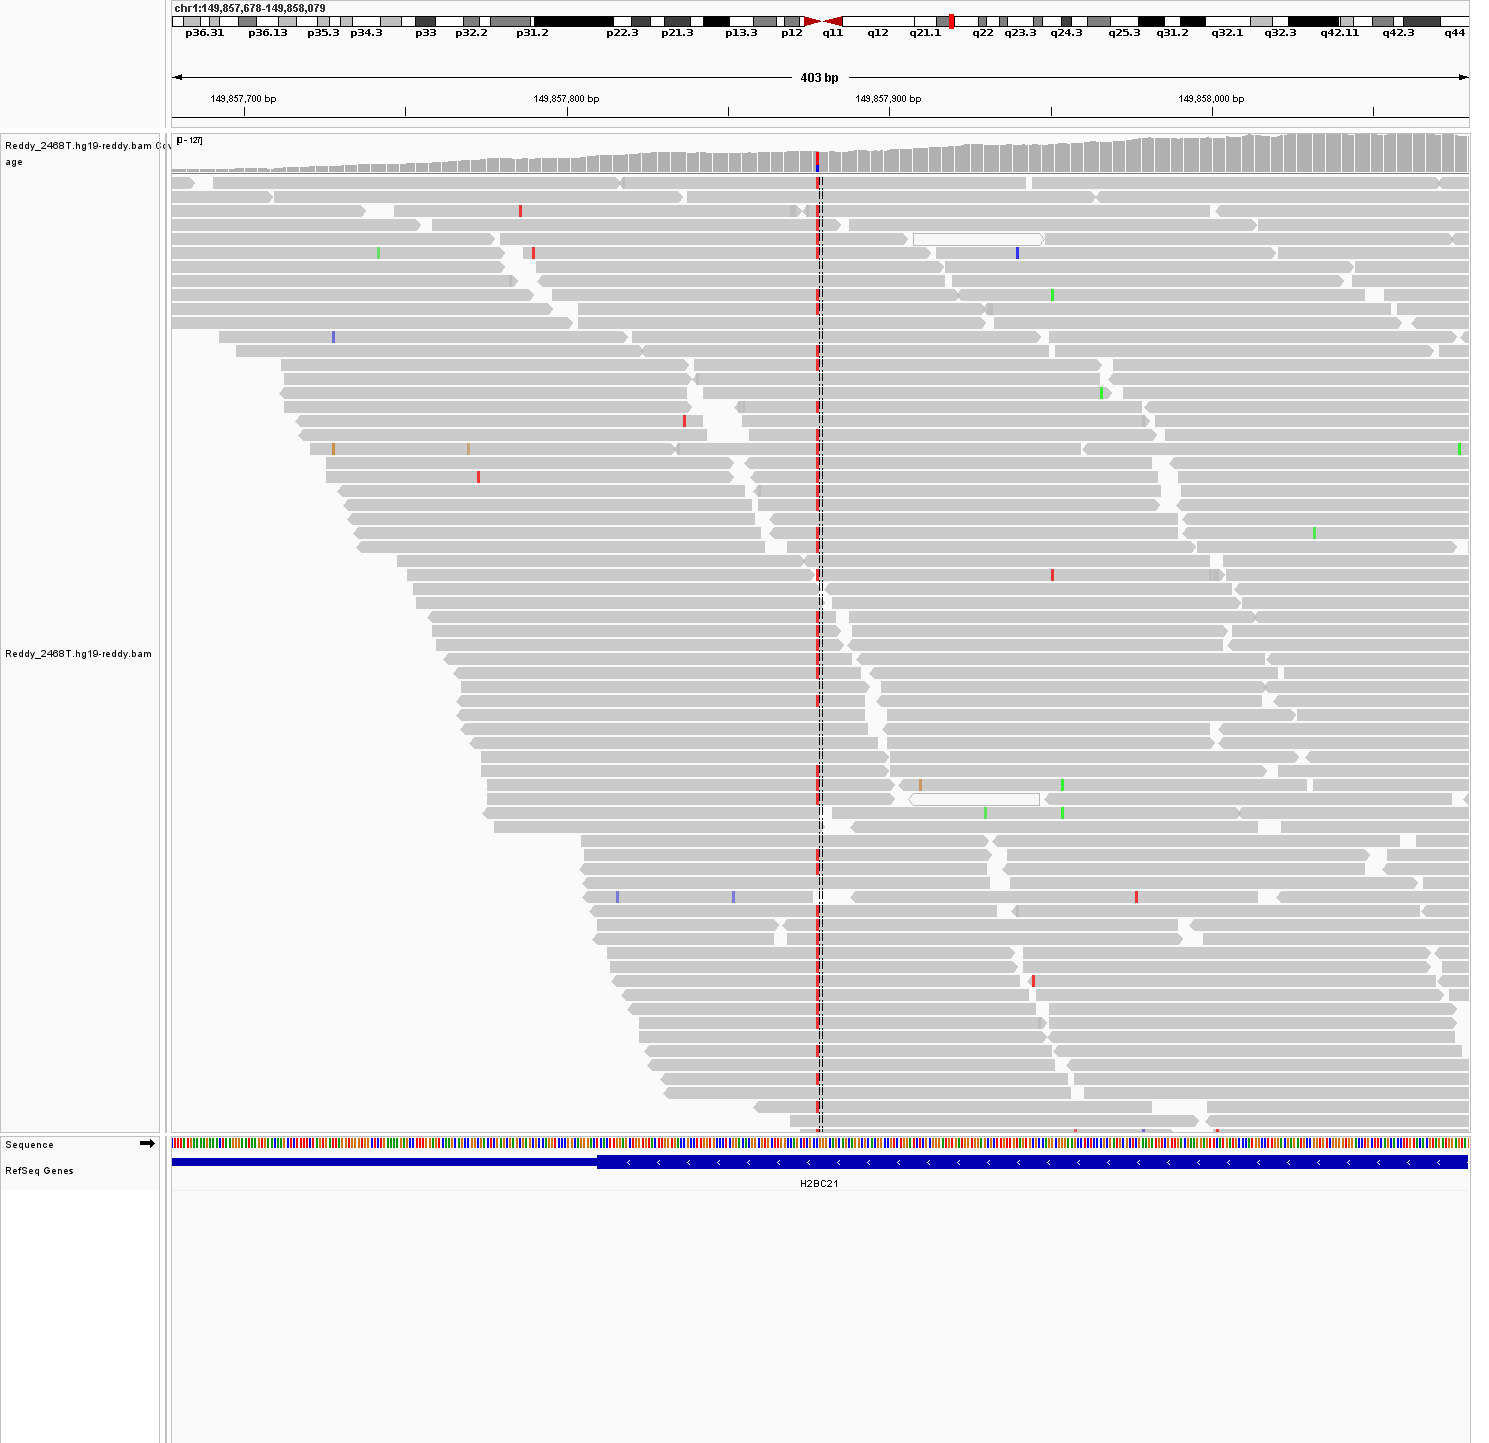 chr1:149,857,678-149,858,079
p36.31 p36.13 p35.3 p34.3 p33 p32.2 p31.2 p22.3 p21.3 p13.3 p12 q11 q12 q21.1 q22 q23.3 q24.3 q25.3 q31.2 q32.1 q32.3 q42.11 q42.3 q44
403 bp
149,857,700 bp 149,857,800 bp 149,857,900 bp 149,858,000 bp
[0 - 127]
Reddy_2468T.hg19-reddy.bam Cov
age
Reddy_2468T.hg19-reddy.bam
Sequence
RefSeq Genes
H2BC21